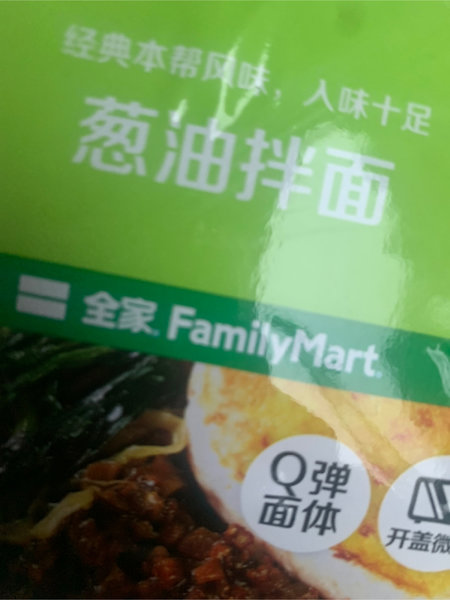 经典本帮风味，入味十足
葱油拌面
全家 FamilyMart
Q弹
面体
开盖微